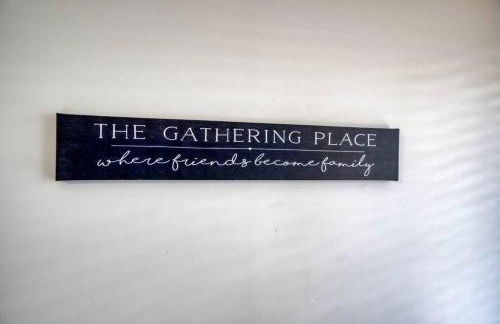 THE GATHERING PLACE
where friends become family